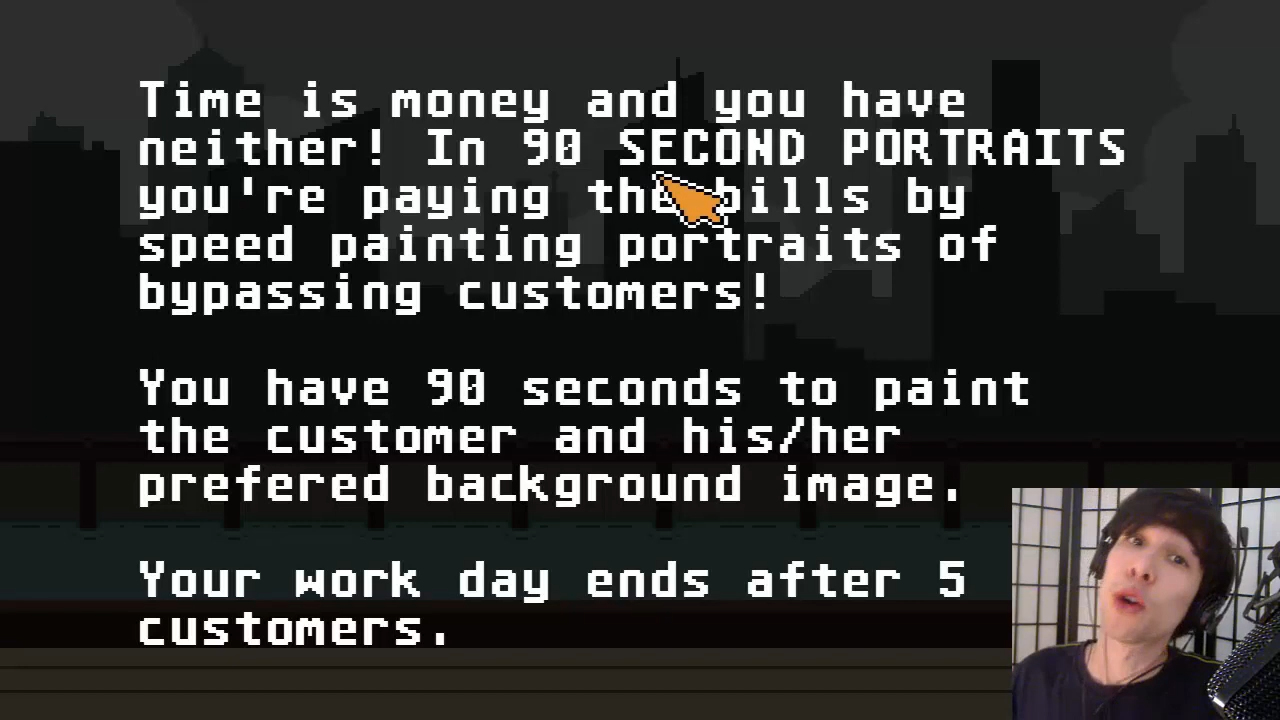 Time is money and you have
neither! In 90 SECOND PORTRAITS
you're paying the bills by
speed painting portraits of
bypassing customers!
You have 90 seconds to paint
the customer and his/her
prefered background image.
Your work day ends after 5
customers.